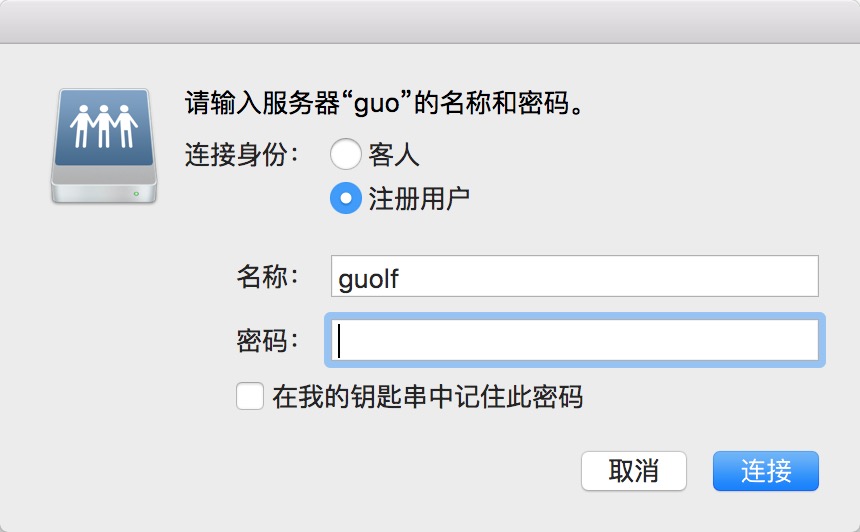 请输入服务器“guo”的名称和密码。
连接身份： 客人
注册用户
名称： guolf
密码：
在我的钥匙串中记住此密码
取消 连接